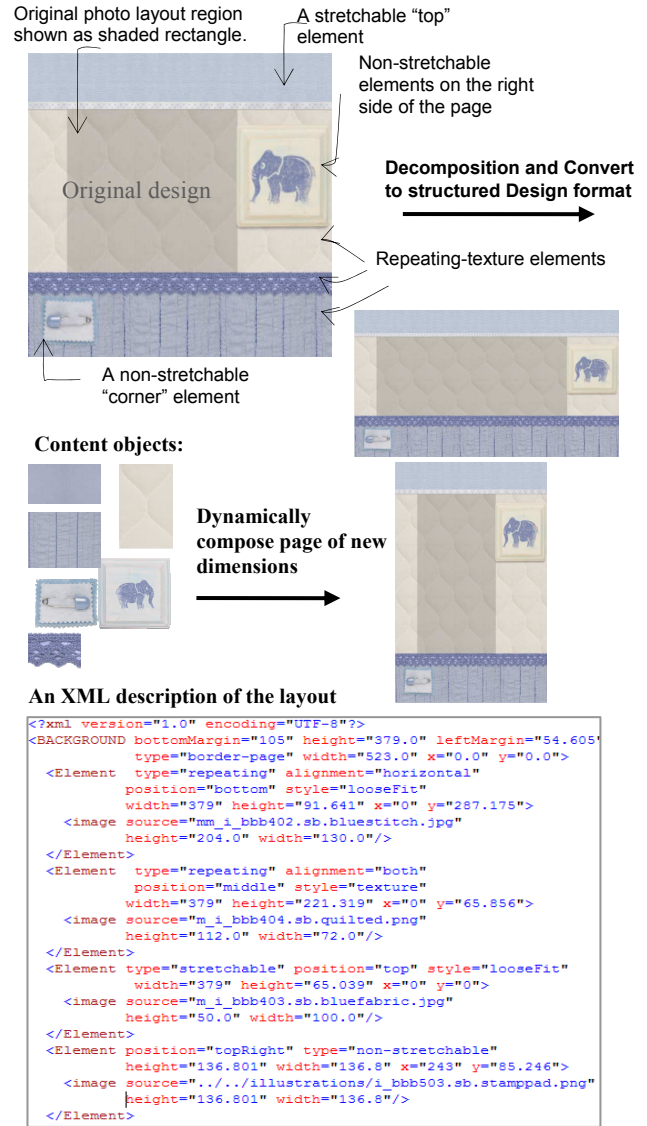 Original photo layout region
shown as shaded rectangle.
A stretchable “top”
element
Non-stretchable
elements on the right
side of the page
Original design
Decomposition and Convert
to structured Design format
Repeating-texture elements
A non-stretchable
“corner” element
Content objects:
Dynamically
compose page of new
dimensions
An XML description of the layout
<?xml version="1.0" encoding="UTF-8"?>
<BACKGROUND bottomMargin="105" height="379.0" leftMargin="54.605"
type="border-page" width="523.0" x="0.0" y="0.0">
<Element type="repeating" alignment="horizontal"
position="bottom" style="looseFit"
width="379" height="91.641" x="0" y="287.175">
<image source="mm_i_bbb402.sb.bluestitch.jpg"
height="204.0" width="130.0"/>
</Element>
<Element type="repeating" alignment="both"
position="middle" style="texture"
width="379" height="221.319" x="0" y="65.856">
<image source="m_i_bbb404.sb.quilted.png"
height="112.0" width="72.0"/>
</Element>
<Element type="stretchable" position="top" style="looseFit"
width="379" height="65.039" x="0" y="0">
<image source="m_i_bbb403.sb.bluefabric.jpg"
height="50.0" width="100.0"/>
</Element>
<Element position="topRight" type="non-stretchable"
height="136.801" width="136.8" x="243" y="85.246">
<image source="../../illustrations/i_bbb503.sb.stamppad.png"
height="136.801" width="136.8"/>
</Element>